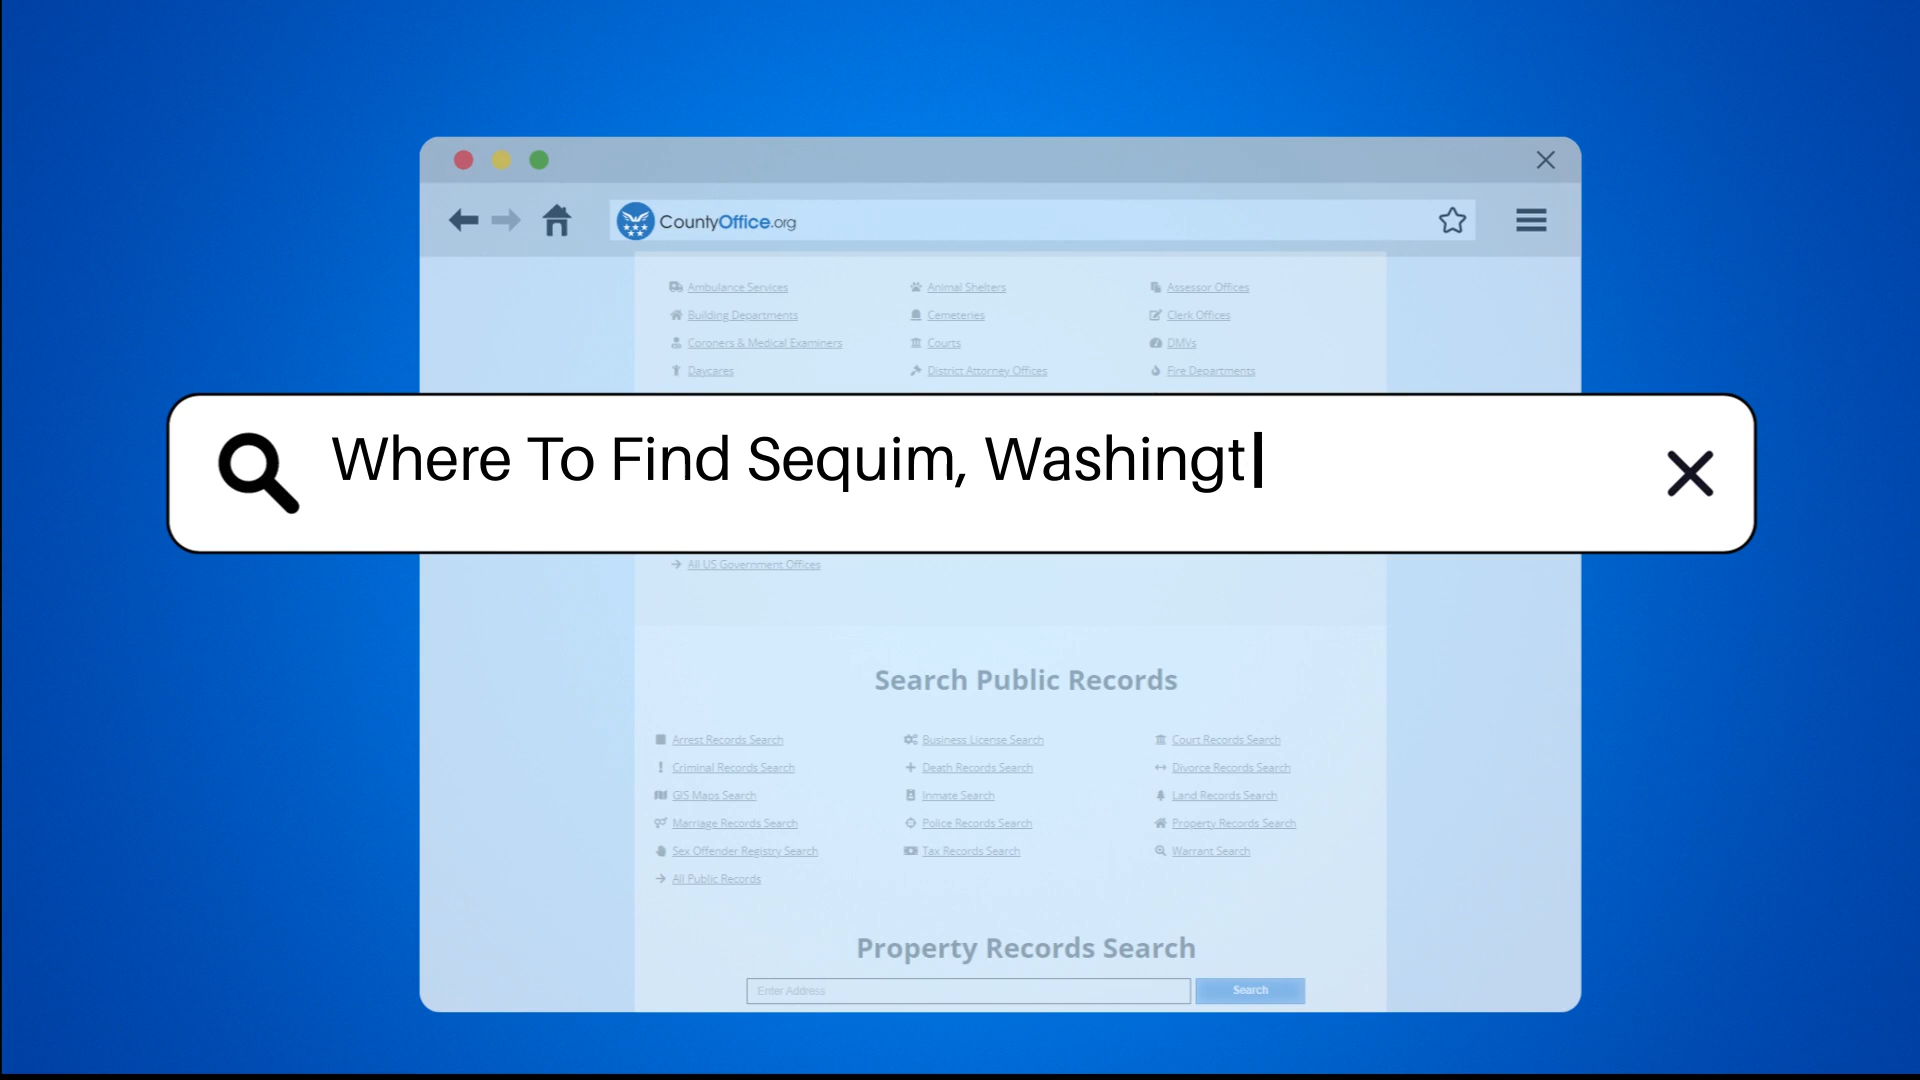 CountyOffice.org
Ambulance Services Animal Shelters Assessor Offices
Building Departments Cemeteries Clerk Offices
Coroners & Medical Examiners Courts DMVs
Daycares District Attorney Offices Fire Departments
Where To Find Sequim, Washingt
All US Government Offices
Search Public Records
Arrest Records Search Business License Search Court Records Search
Criminal Records Search Death Records Search Divorce Records Search
GIS Maps Search Inmate Search Land Records Search
Marriage Records Search Police Records Search Property Records Search
Sex Offender Registry Search Tax Records Search Warrant Search
All Public Records
Property Records Search
Enter Address Search